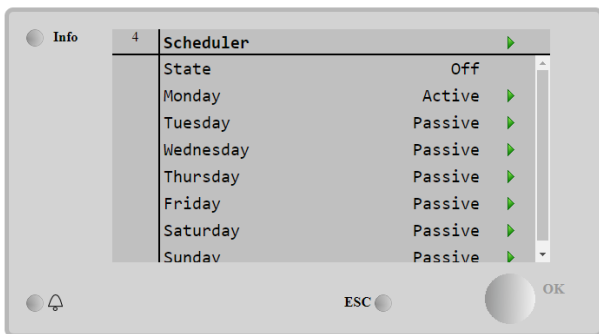 Info
4 Scheduler
State Off
Monday Active
Tuesday Passive
Wednesday Passive
Thursday Passive
Friday Passive
Saturday Passive
Sunday Passive
ESC
OK